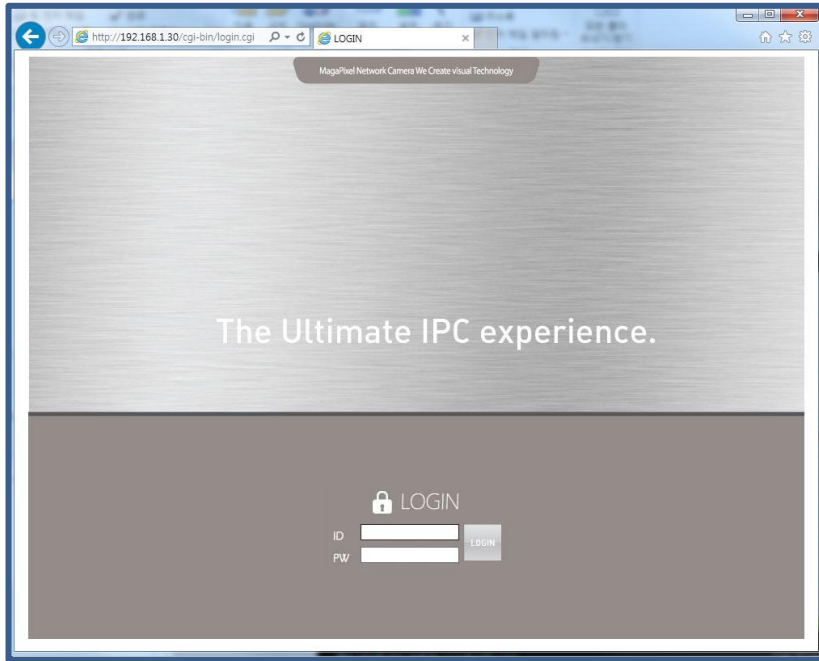 http://192.168.1.30/cgi-bin/login.cgi
LOGIN
MagaPixel Network Camera We Create visual Technology
The Ultimate IPC experience.
LOGIN
ID
LOGIN
PW